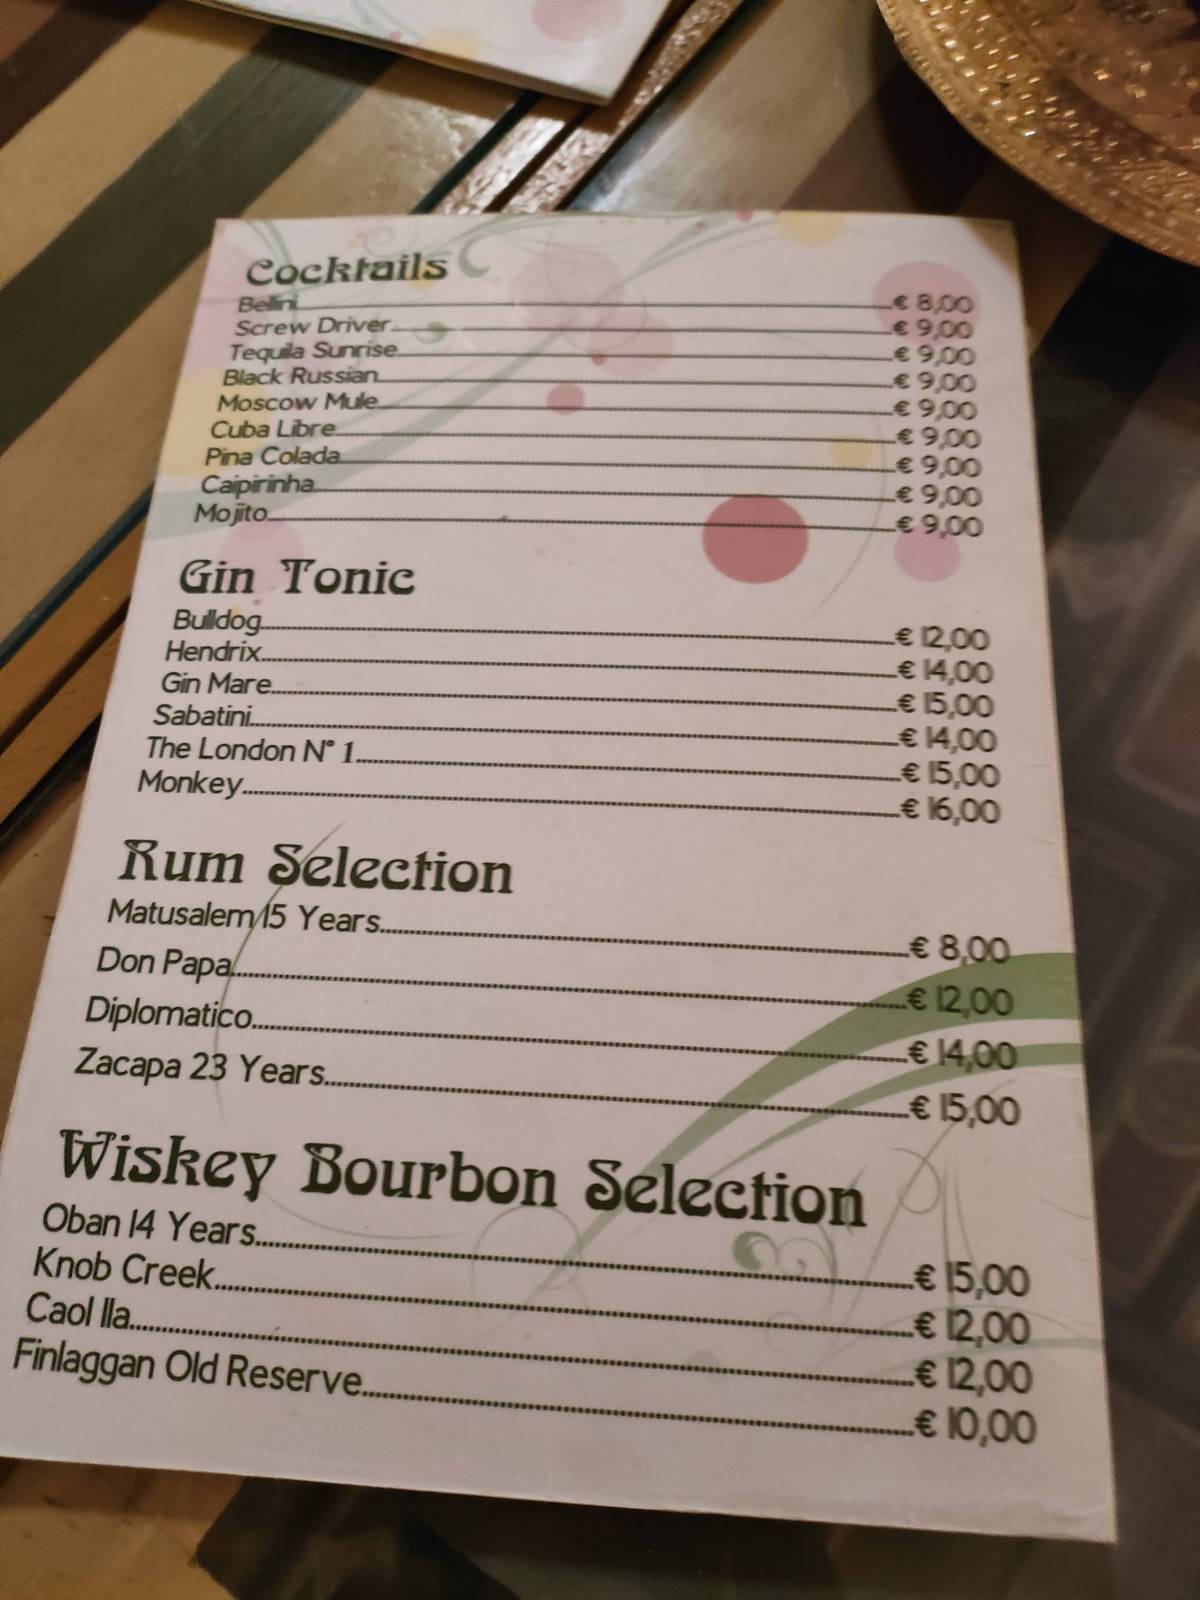 Cocktails
Bellini € 8,00
Screw Driver € 9,00
Tequila Sunrise € 9,00
Black Russian € 9,00
Moscow Mule € 9,00
Cuba Libre € 9,00
Pina Colada € 9,00
Caipirinha € 9,00
Mojito € 9,00
Gin Tonic
Bulldog € 12,00
Hendrix € 14,00
Gin Mare € 15,00
Sabatini € 14,00
The London N° 1 € 15,00
Monkey € 16,00
Rum Selection
Matusalem 15 Years € 8,00
Don Papa € 12,00
Diplomatico € 14,00
Zacapa 23 Years € 15,00
Wiskey Bourbon Selection
Oban 14 Years € 15,00
Knob Creek € 12,00
Caol Ila € 12,00
Finlaggan Old Reserve € 10,00